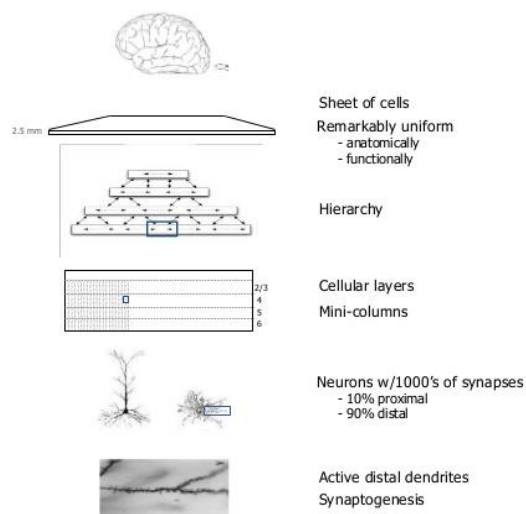 Sheet of cells
2.5 mm
Remarkably uniform
- anatomically
- functionally
Hierarchy
Cellular layers
2/3
4
Mini-columns
5
6
Neurons w/1000's of synapses
- 10% proximal
- 90% distal
Active distal dendrites
Synaptogenesis